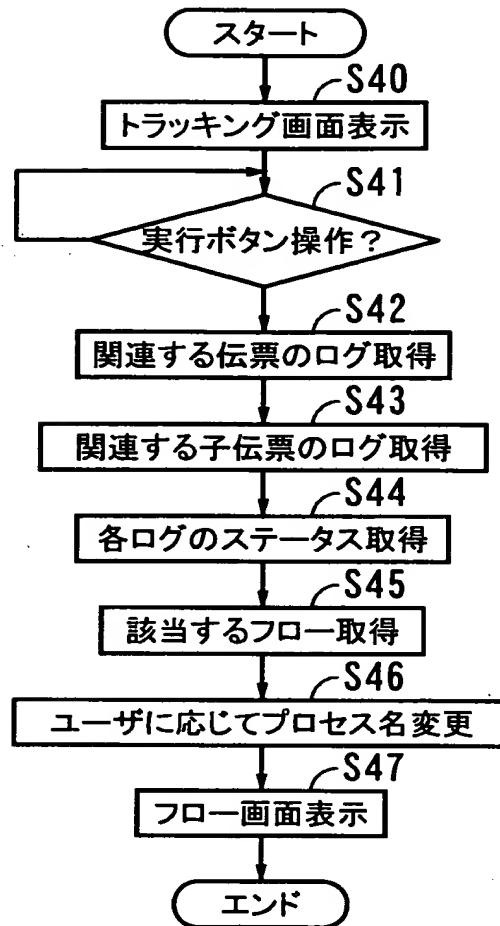 スタート
S40
トラッキング画面表示
S41
実行ボタン操作？
S42
関連する伝票のログ取得
S43
関連する子伝票のログ取得
S44
各ログのステータス取得
S45
該当するフロー取得
S46
ユーザに応じてプロセス名変更
S47
フロー画面表示
エンド